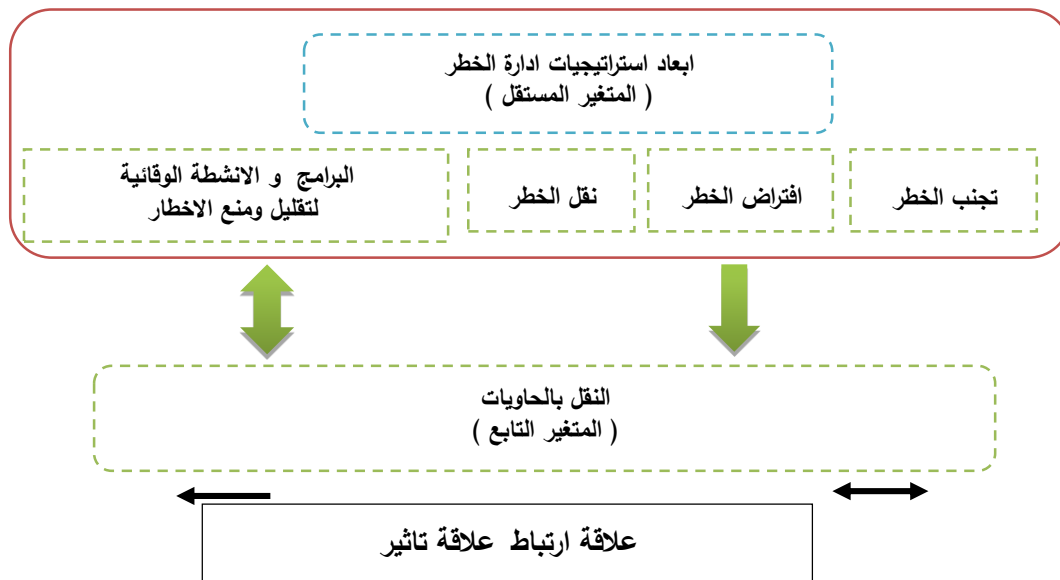 ابعاد استراتيجيات ادارة الخطر
( المتغير المستقل )
تجنب الخطر
افتراض الخطر
نقل الخطر
البرامج و الانشطة الوقائية
لتقليل ومنع الاخطار
النقل بالحاويات
( المتغير التابع )
علاقة ارتباط علاقة تاثير